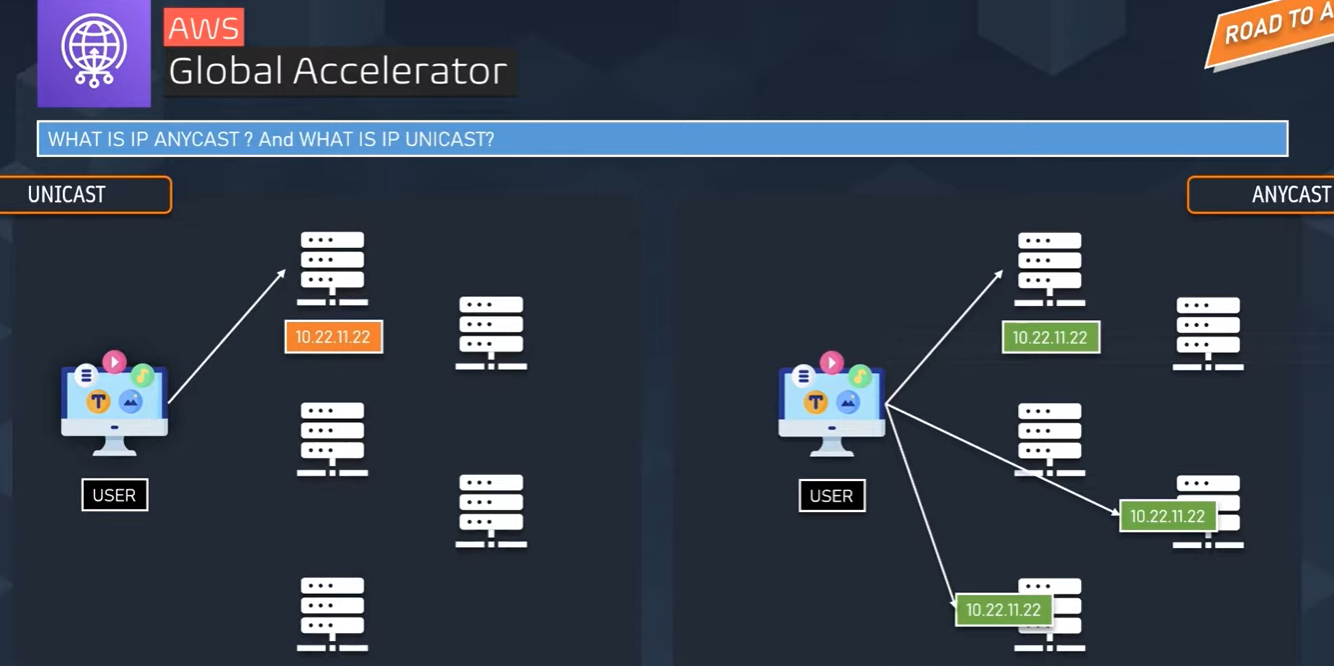 AWS
Global Accelerator
ROAD TO A
WHAT IS IP ANYCAST ? And WHAT IS IP UNICAST?
UNICAST
ANYCAST
10.22.11.22
USER
10.22.11.22
USER
10.22.11.22
10.22.11.22